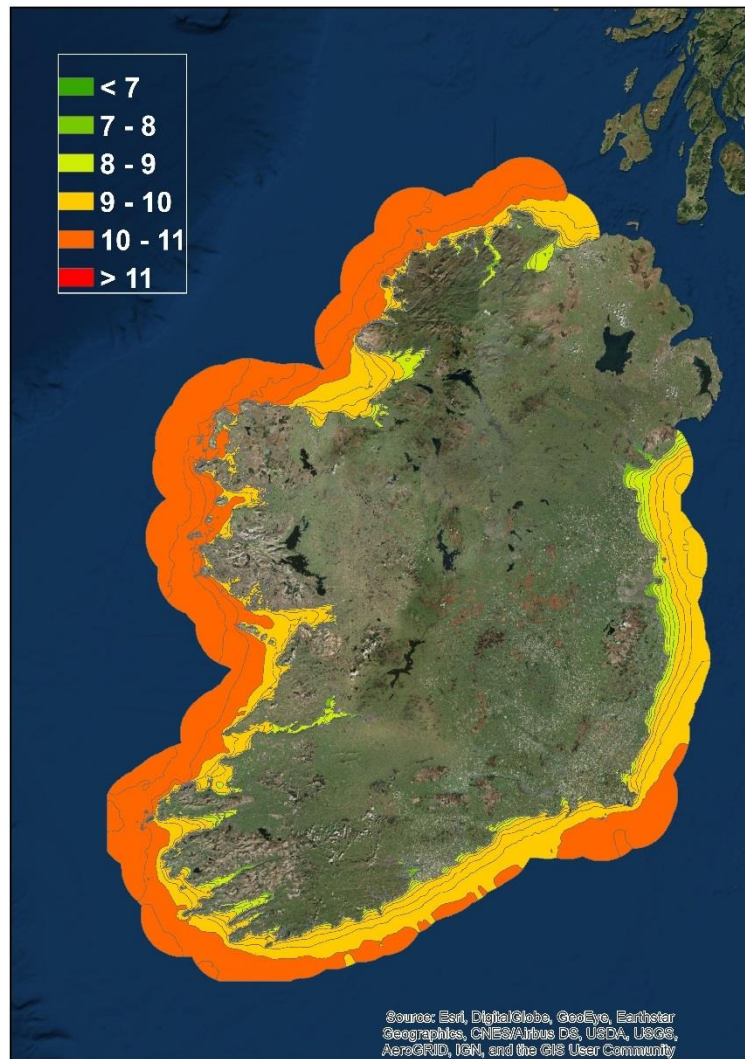 < 7
7 - 8
8 - 9
9 - 10
10 - 11
> 11
Source: Esri, DigitalGlobe, GeoEye, Earthstar
Geographics, CNES/Airbus DS, USDA, USGS,
AeroGRID, IGN, and the GIS User Community